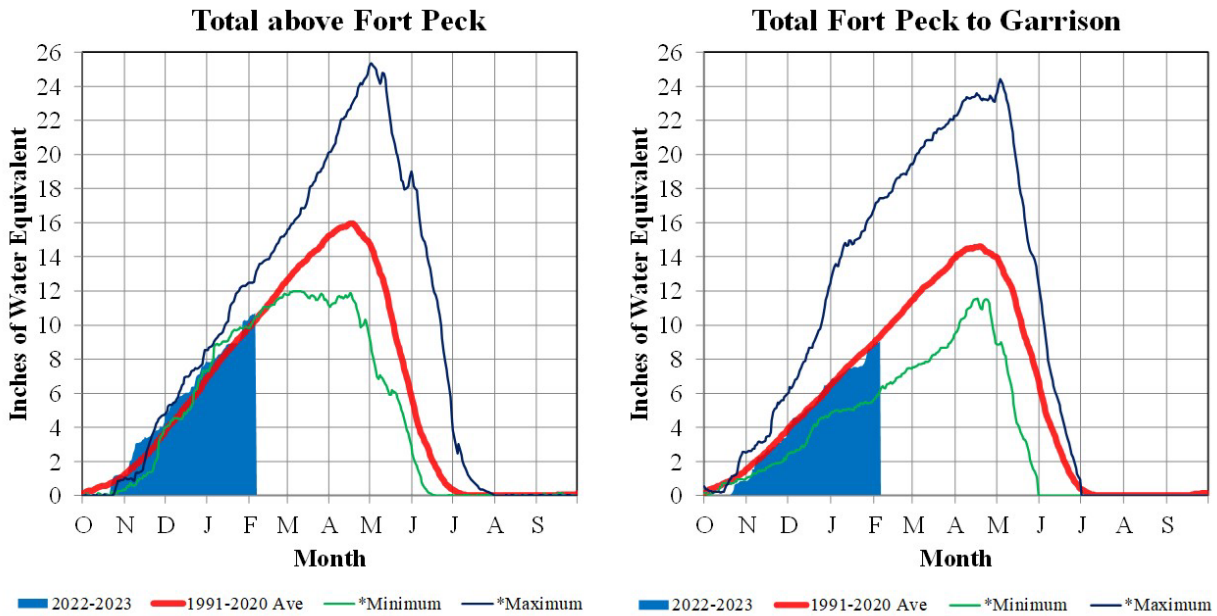 Total above Fort Peck
Inches of Water Equivalent
26
24
22
20
18
16
14
12
10
8
6
4
2
0
O N D J F M A M J J A S
Month
2022-2023 1991-2020 Ave *Minimum *Maximum
Total Fort Peck to Garrison
Inches of Water Equivalent
26
24
22
20
18
16
14
12
10
8
6
4
2
0
O N D J F M A M J J A S
Month
2022-2023 1991-2020 Ave *Minimum *Maximum